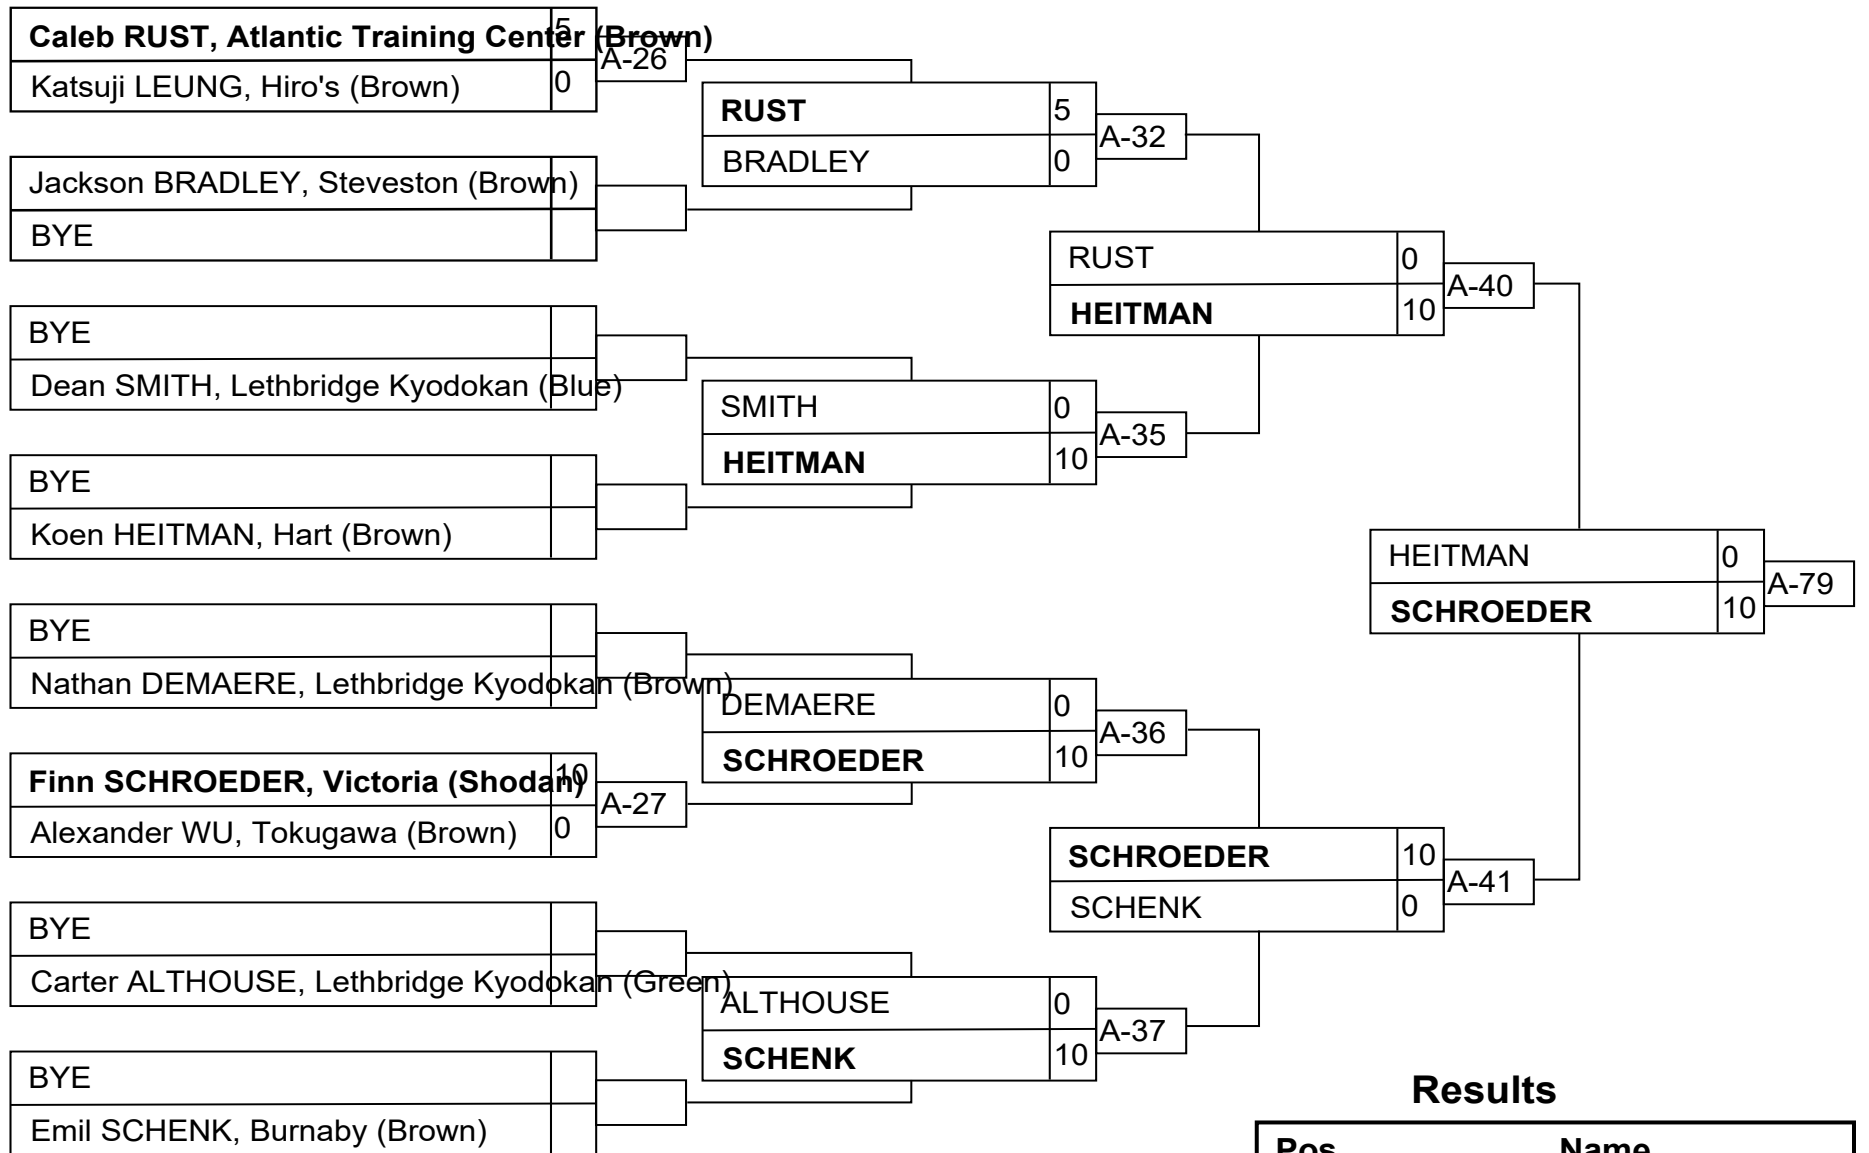 Caleb RUST, Atlantic Training Center (Brown) 5
Katsuji LEUNG, Hiro's (Brown) 0
A-26
Jackson BRADLEY, Steveston (Brown)
BYE
BYE
Dean SMITH, Lethbridge Kyodokan (Blue)
BYE
Koen HEITMAN, Hart (Brown)
BYE
Nathan DEMAERE, Lethbridge Kyodokan (Brown)
Finn SCHROEDER, Victoria (Shodan) 10
Alexander WU, Tokugawa (Brown) 0
A-27
BYE
Carter ALTHOUSE, Lethbridge Kyodokan (Green)
BYE
Emil SCHENK, Burnaby (Brown)
RUST 5
BRADLEY 0
A-32
SMITH 0
HEITMAN 10
A-35
DEMAERE 0
SCHROEDER 10
A-36
ALTHOUSE 0
SCHENK 10
A-37
RUST 0
HEITMAN 10
A-40
SCHROEDER 10
SCHENK 0
A-41
HEITMAN 0
SCHROEDER 10
A-79
Results
Pos Name